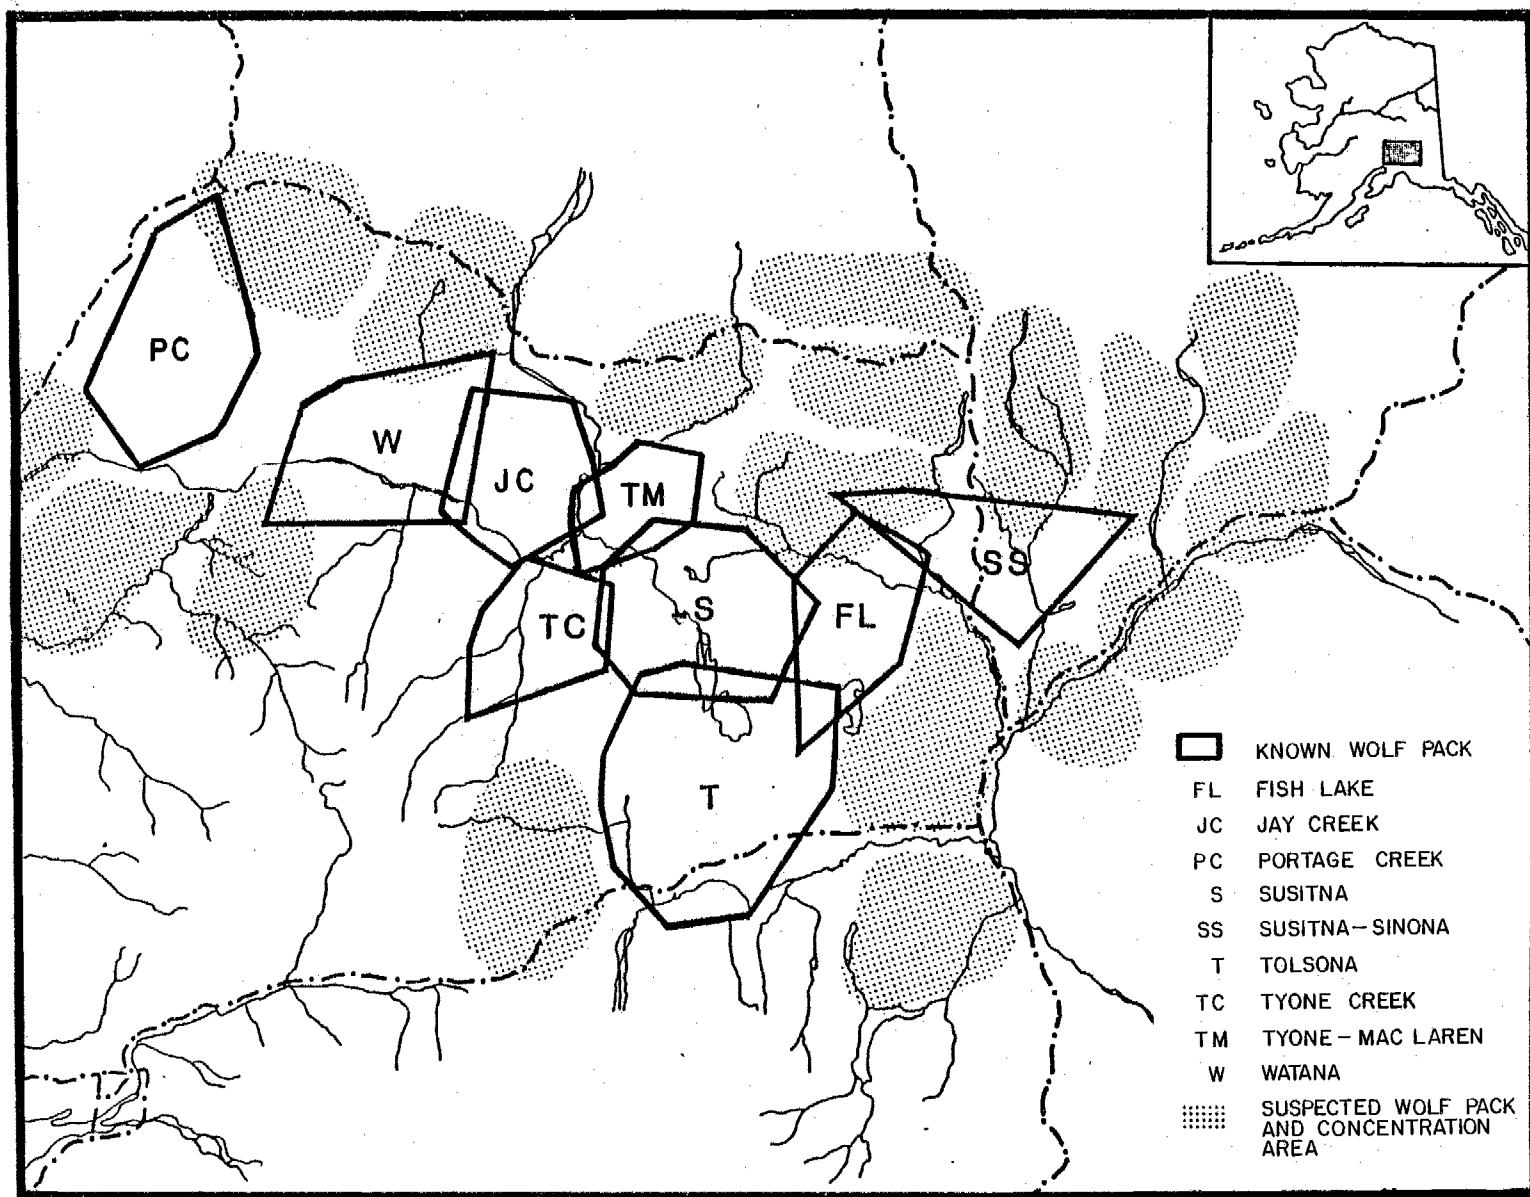 PC
W
JC
TM
SS
S
FL
TC
T
KNOWN WOLF PACK
FL FISH LAKE
JC JAY CREEK
PC PORTAGE CREEK
S SUSITNA
SS SUSITNA-SINONA
T TOLSONA
TC TYONE CREEK
TM TYONE-MAC LAREN
W WATANA
SUSPECTED WOLF PACK
AND CONCENTRATION
AREA